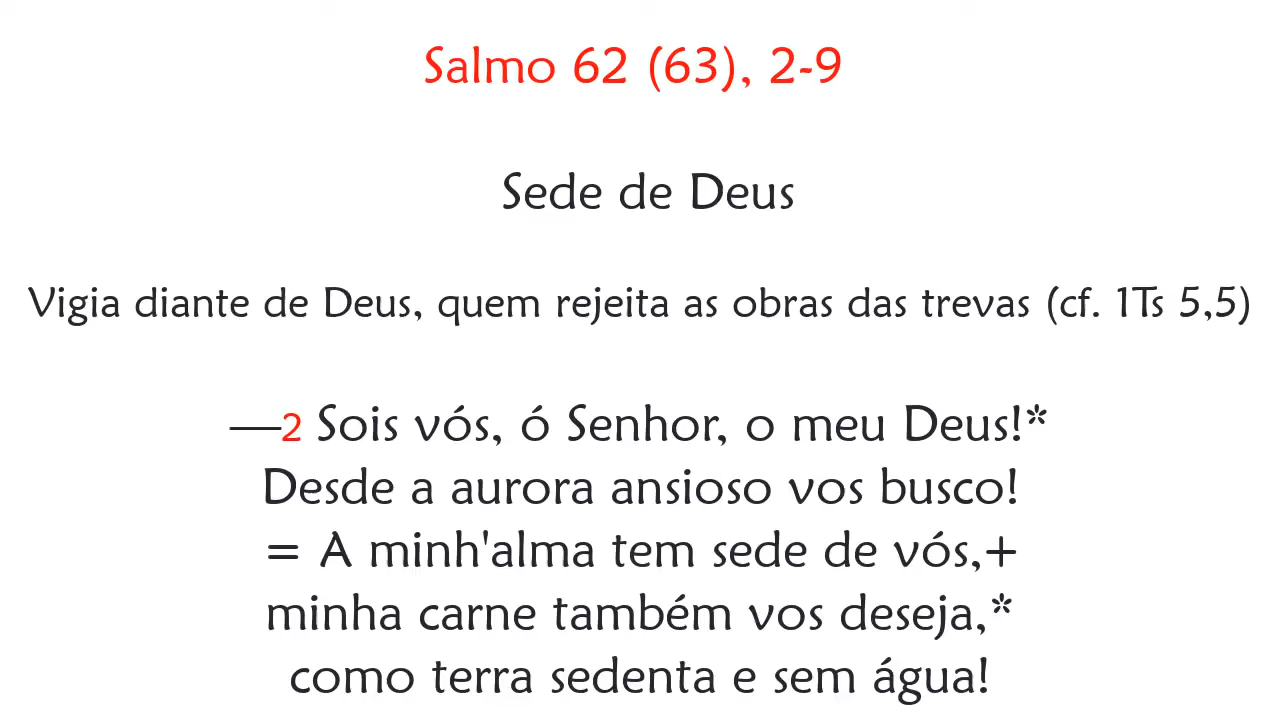 Salmo 62 (63), 2-9
Sede de Deus
Vigia diante de Deus, quem rejeita as obras das trevas (cf. 1Ts 5,5)
—2 Sois vós, ó Senhor, o meu Deus!*
Desde a aurora ansioso vos busco!
= A minh'alma tem sede de vós,+
minha carne também vos deseja,*
como terra sedenta e sem água!